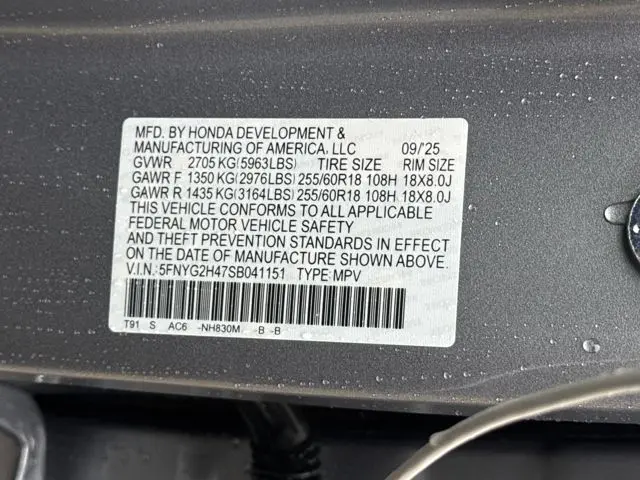 MFD. BY HONDA DEVELOPMENT &
MANUFACTURING OF AMERICA, LLC 09/'25
GVWR 2705 KG(5963LBS) TIRE SIZE RIM SIZE
GAWR F 1350 KG(2976LBS) 255/60R18 108H 18X8.0J
GAWR R 1435 KG(3164LBS) 255/60R18 108H 18X8.0J
THIS VEHICLE CONFORMS TO ALL APPLICABLE
FEDERAL MOTOR VEHICLE SAFETY
AND THEFT PREVENTION STANDARDS IN EFFECT
ON THE DATE OF MANUFACTURE SHOWN ABOVE.
V.I.N.: 5FNYG2H47SB041151 TYPE: MPV
T91 S AC6 -NH830M -B -B